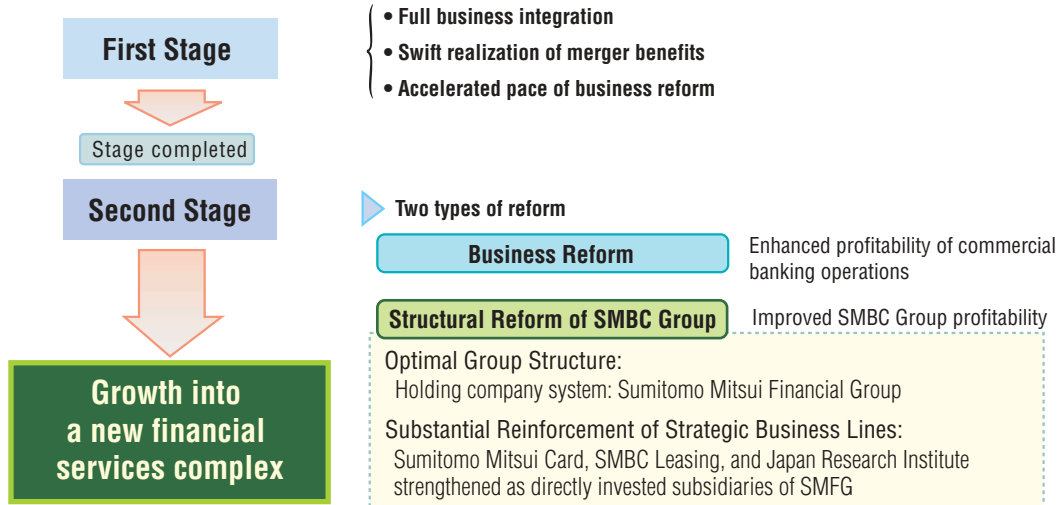 First Stage
• Full business integration
• Swift realization of merger benefits
• Accelerated pace of business reform
Stage completed
Second Stage
Two types of reform
Business Reform
Enhanced profitability of commercial
banking operations
Structural Reform of SMBC Group
Improved SMBC Group profitability
Optimal Group Structure:
Holding company system: Sumitomo Mitsui Financial Group
Substantial Reinforcement of Strategic Business Lines:
Sumitomo Mitsui Card, SMBC Leasing, and Japan Research Institute
strengthened as directly invested subsidiaries of SMFG
Growth into
a new financial
services complex